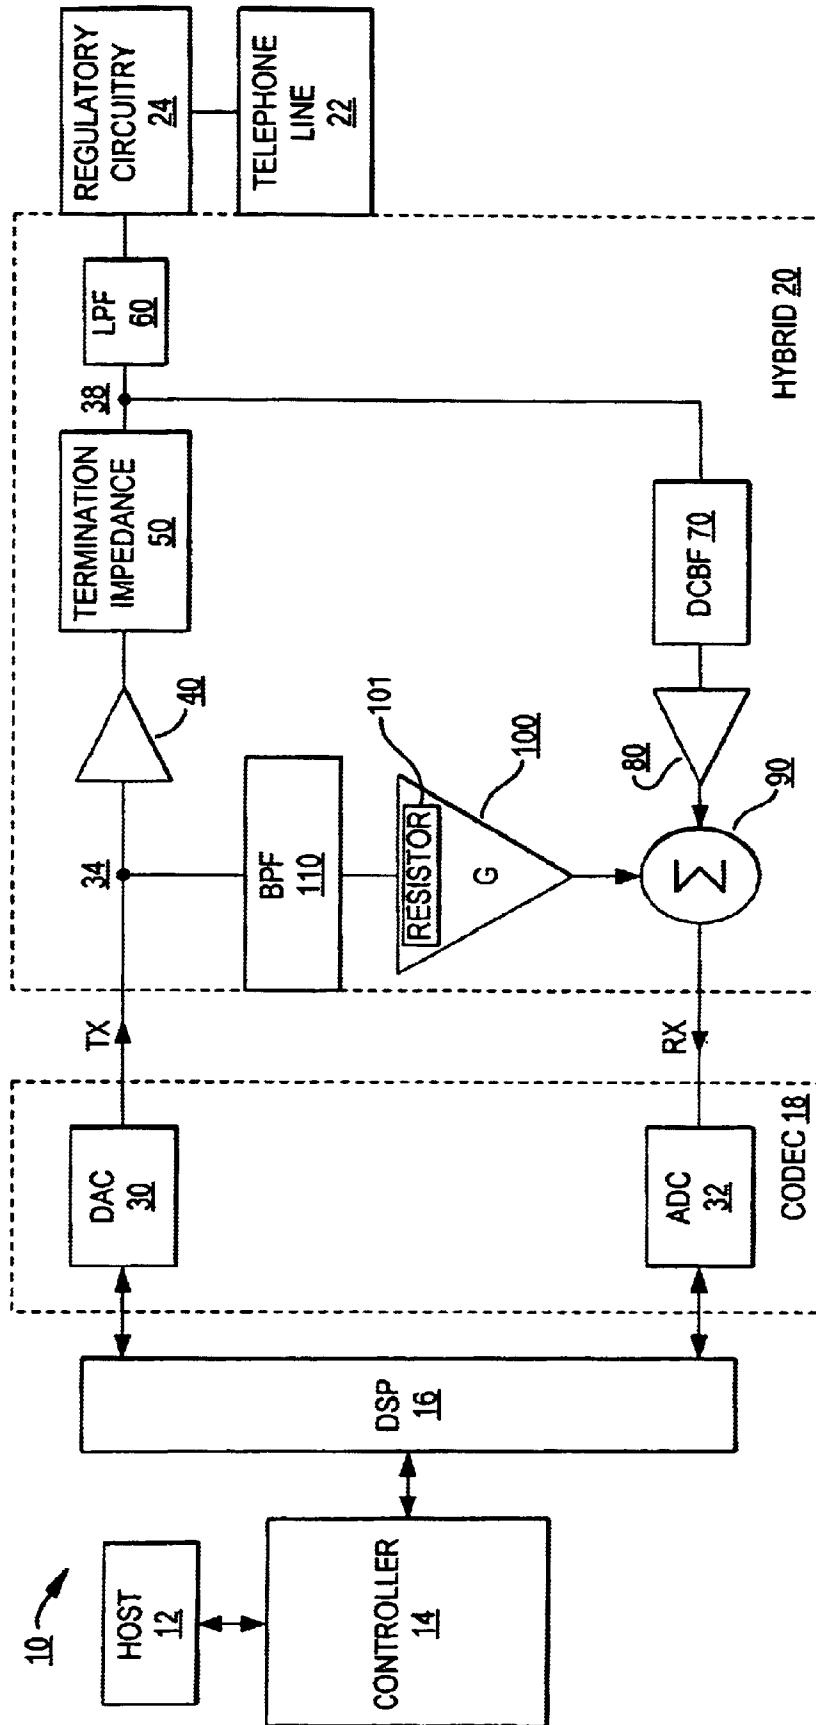 10
HOST
12
CONTROLLER
14
DSP
16
DAC
30
ADC
32
CODEC 18
TX
RX
34
40
BPF
110
RESISTOR
101
G
100
TERMINATION
IMPEDANCE
50
38
LPF
60
DCBF 70
80
Σ
90
HYBRID 20
REGULATORY
CIRCUITRY
24
TELEPHONE
LINE
22